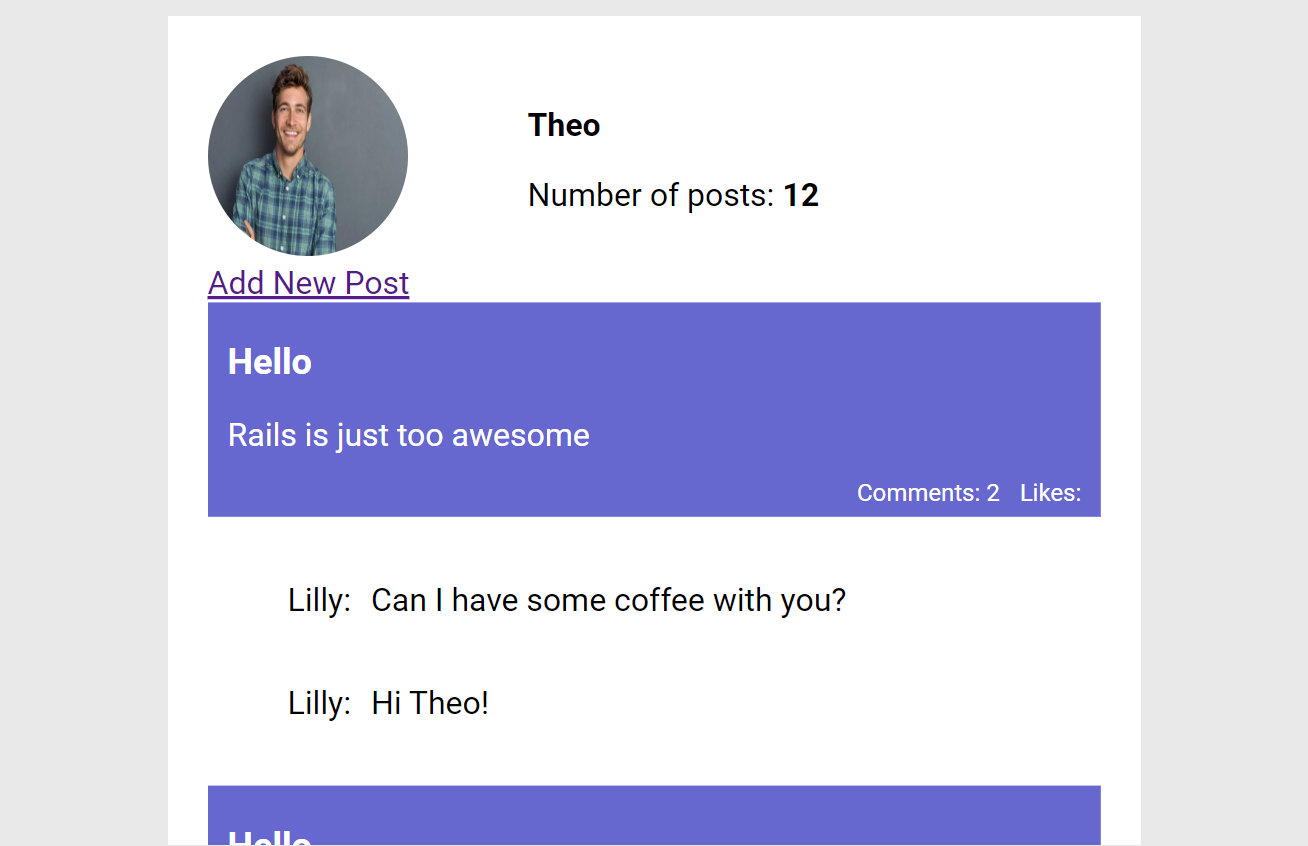 Theo
Number of posts: 12
Add New Post
Hello
Rails is just too awesome
Comments: 2 Likes:
Lilly: Can I have some coffee with you?
Lilly: Hi Theo!
Hello